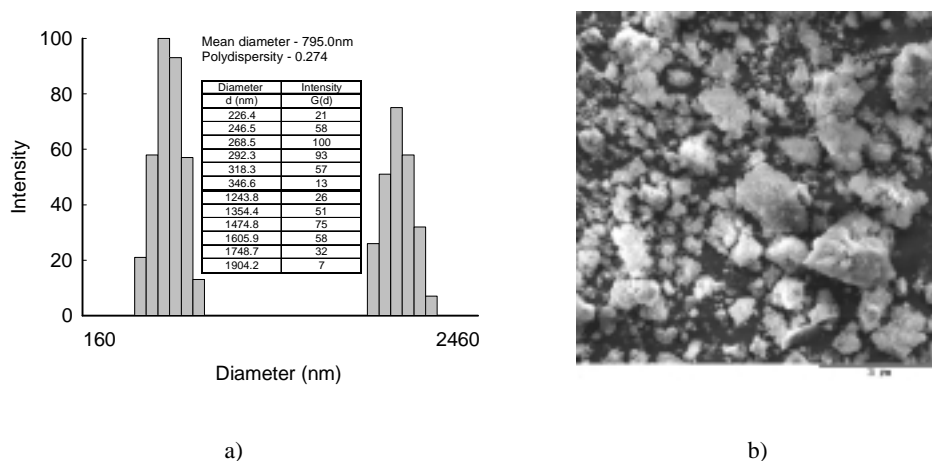 Mean diameter - 795.0nm
Polydispersity - 0.274
Diameter Intensity
d (nm) G(d)
226.4 21
246.5 58
268.5 100
292.3 93
318.3 57
346.6 13
1243.8 26
1354.4 51
1474.8 75
1605.9 58
1748.7 32
1904.2 7
Intensity
100
80
60
40
20
0
160 2460
Diameter (nm)
a) b)